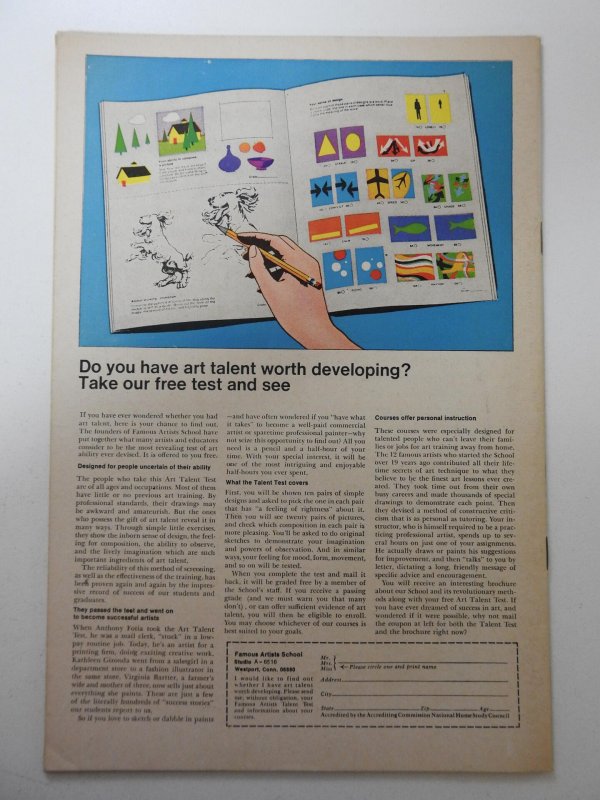 Do you have art talent worth developing?
Take our free test and see
If you have ever wondered whether you had
art talent, here is your chance to find out.
The founders of Famous Artists School have
put together what many artists and educators
consider to be the most revealing test of art
ability ever devised. It is offered to you free.
Designed for people uncertain of their ability
The people who take this Art Talent Test
are of all ages and occupations. Most of them
have little or no previous art training. By
professional standards, their drawings may
be awkward and amateurish. But the ones
who possess the gift of art talent reveal it in
many ways. Through simple little exercises,
they show the inborn sense of design, the feel-
ing for composition, the ability to observe,
and the lively imagination which are such
important ingredients of art talent.
The reliability of this method of screening,
as well as the effectiveness of the training, has
been proven again and again by the impres-
sive record of success of our students and
graduates.
They passed the test and went on
to become successful artists
When Anthony Fotia took the Art Talent
Test, he was a mail clerk, "stuck" in a low-
pay routine job. Today, he's an artist for a
printing firm, doing exciting creative work.
Kathleen Gironda went from a salesgirl in a
department store to a fashion illustrator in
the same store. Virginia Bartter, a farmer's
wife and mother of three, now sells just about
everything she paints. These are just a few
of the literally hundreds of "success stories"
our students report to us.
So if you love to sketch or dabble in paints
—and have often wondered if you "have what
it takes" to become a well-paid commercial
artist or sparetime professional painter—why
not seize this opportunity to find out? All you
need is a pencil and a half-hour of your
time. With your special interest, it will be
one of the most intriguing and enjoyable
half-hours you ever spent.
What the Talent Test covers
First, you will be shown ten pairs of simple
designs and asked to pick the one in each pair
that has "a feeling of rightness" about it.
Then you will see twenty pairs of pictures,
and check which composition in each pair is
more pleasing. You'll be asked to do original
sketches to demonstrate your imagination
and powers of observation. And in similar
ways, your feeling for mood, form, movement,
and so on will be tested.
When you complete the test and mail it
back, it will be graded free by a member of
the School's staff. If you receive a passing
grade (and we must warn you that many
don't), or can offer sufficient evidence of art
talent, you will then be eligible to enroll.
You may choose whichever of our courses is
best suited to your goals.
Courses offer personal instruction
These courses were especially designed for
talented people who can't leave their fami-
lies or jobs for art training away from home.
The 12 famous artists who started the School
over 19 years ago contributed all their life-
time secrets of art technique to what they
believe to be the finest art lessons ever cre-
ated. They took time out from their own
busy careers and made thousands of special
drawings to demonstrate each point. Then
they devised a method of constructive criti-
cism that is as personal as tutoring. Your in-
structor, who is himself required to be a prac-
ticing professional artist, spends up to sev-
eral hours on just one of your assignments.
He actually draws or paints his suggestions
for improvement, and then "talks" to you by
letter, dictating a long, friendly message of
specific advice and encouragement.
You will receive an interesting brochure
about our School and its revolutionary meth-
ods along with your free Art Talent Test. If
you have ever dreamed of success in art, and
wondered if it were possible, why not mail
the coupon at left for both the Talent Test
and the brochure right now?
Famous Artists School
Studio A-6516
Westport, Conn. 06880
I would like to find out
whether I have art talent
worth developing. Please send
me, without obligation, your
Famous Artists Talent Test
and information about your
courses.
Mr.
Mrs.
Miss Please circle one and print name
Address
City
State Zip Age
Accredited by the Accrediting Commission National Home Study Council